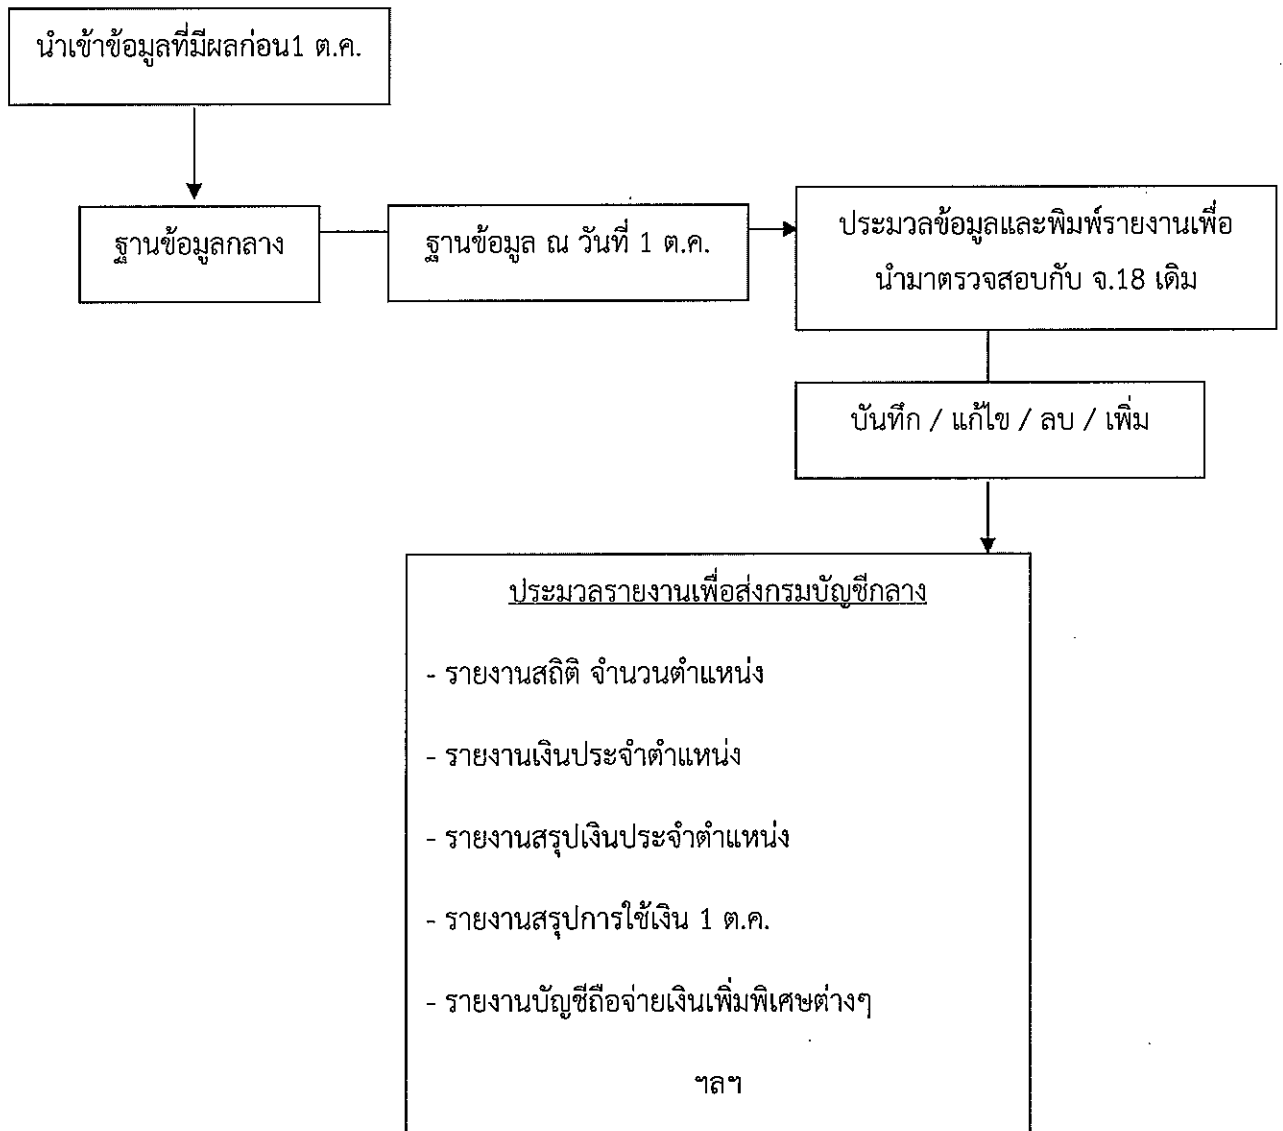 นำเข้าข้อมูลที่มีผลก่อน1 ต.ค.
ฐานข้อมูลกลาง
ฐานข้อมูล ณ วันที่ 1 ต.ค.
ประมวลข้อมูลและพิมพ์รายงานเพื่อ
นำมาตรวจสอบกับ จ.18 เดิม
บันทึก / แก้ไข / ลบ / เพิ่ม
ประมวลรายงานเพื่อส่งกรมบัญชีกลาง
- รายงานสถิติ จำนวนตำแหน่ง
- รายงานเงินประจำตำแหน่ง
- รายงานสรุปเงินประจำตำแหน่ง
- รายงานสรุปการใช้เงิน 1 ต.ค.
- รายงานบัญชีถือจ่ายเงินเพิ่มพิเศษต่างๆ
ฯลฯ